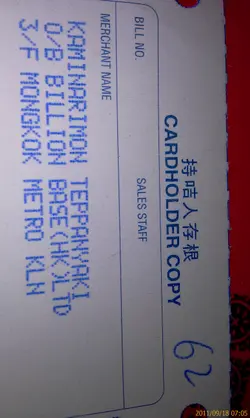 持咭人存根
CARDHOLDER COPY
62
BILL NO.
SALES STAFF
MERCHANT NAME
KAMINARIMON TEPPANYAKI
O/B BILLION BASE(HK)LTD
3/F MONGKOK METRO KLN
2011/09/18 07:05